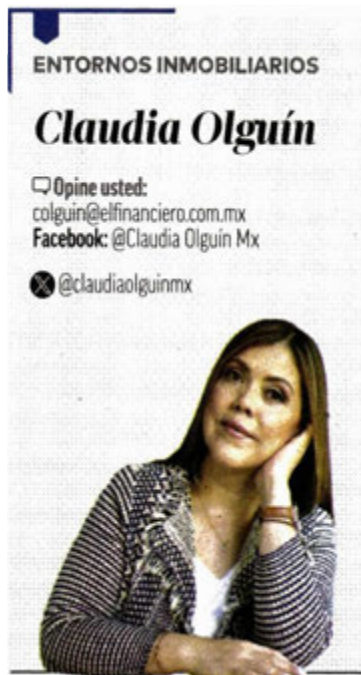 ENTORNOS INMOBILIARIOS
Claudia Olguín
Opine usted:
colguin@elfinanciero.com.mx
Facebook: @Claudia Olguín Mx
@claudiaolguinmx